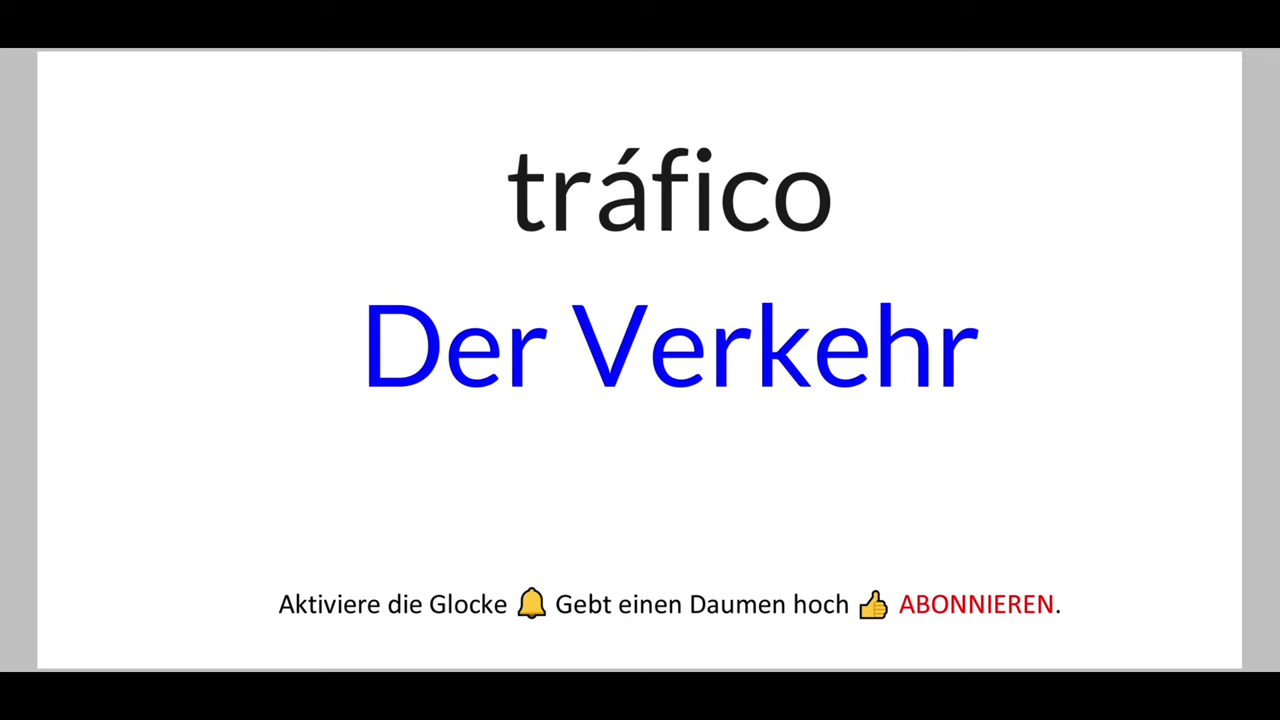 tráfico
Der Verkehr
Aktiviere die Glocke 🔔 Gebt einen Daumen hoch 👍 ABONNIEREN.